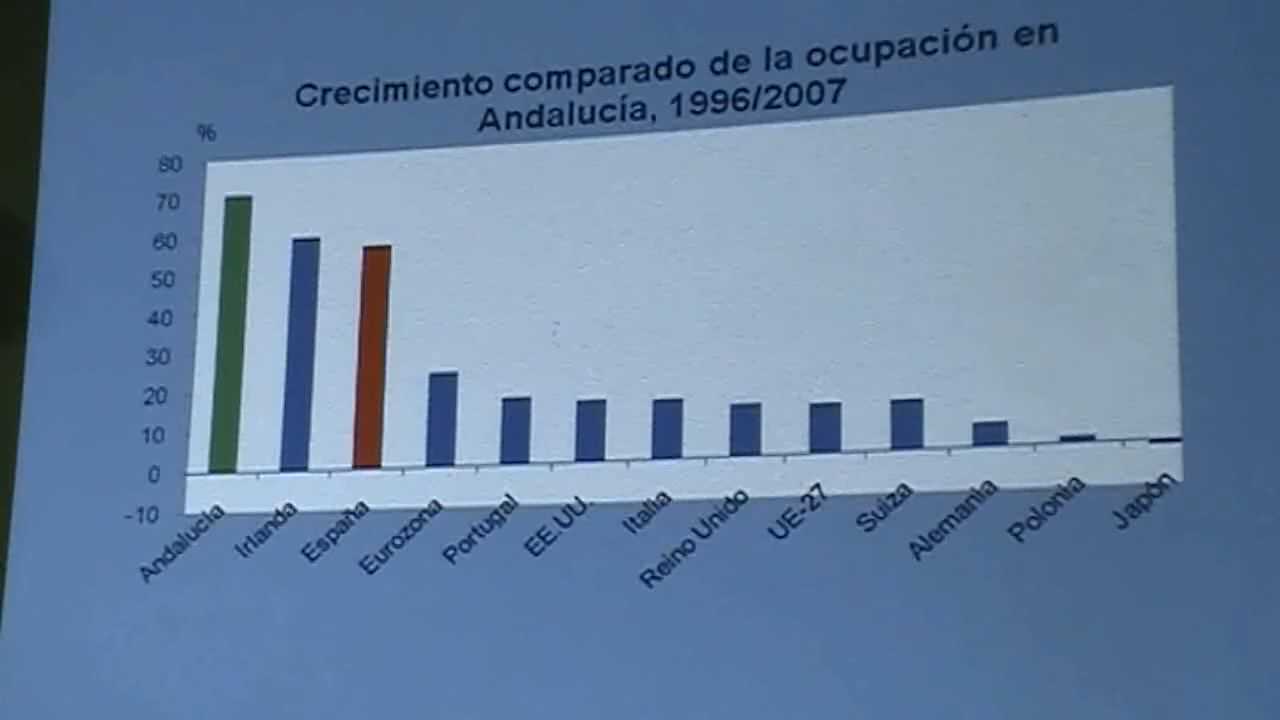 Crecimiento comparado de la ocupación en
Andalucía, 1996/2007
%
80
70
60
50
40
30
20
10
0
-10
Andalucía
Irlanda
España
Eurozona
Portugal
EE.UU.
Italia
Reino Unido
UE-27
Suiza
Alemania
Polonia
Japón